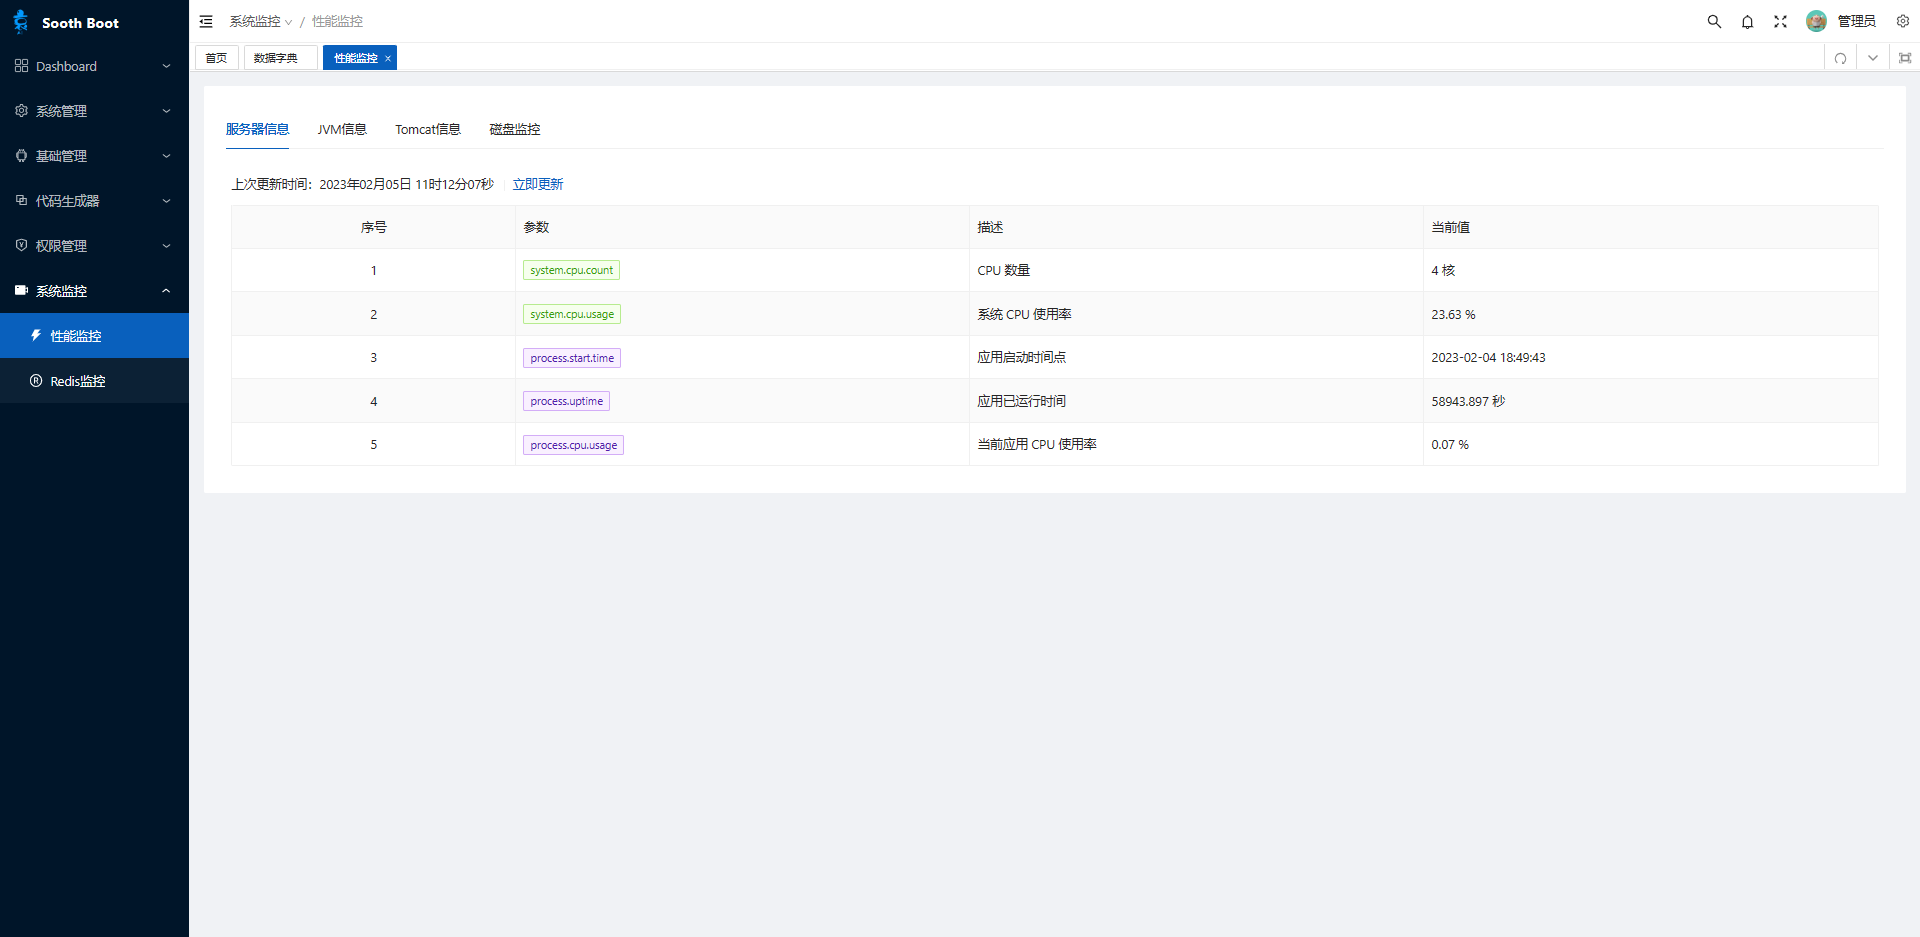 Sooth Boot
Dashboard
系统管理
基础管理
代码生成器
权限管理
系统监控
性能监控
Redis监控
系统监控 / 性能监控
管理员
首页 数据字典 性能监控 ×
服务器信息 JVM信息 Tomcat信息 磁盘监控
上次更新时间：2023年02月05日 11时12分07秒 立即更新
序号 参数 描述 当前值
1 system.cpu.count CPU 数量 4 核
2 system.cpu.usage 系统 CPU 使用率 23.63 %
3 process.start.time 应用启动时间点 2023-02-04 18:49:43
4 process.uptime 应用已运行时间 58943.897 秒
5 process.cpu.usage 当前应用 CPU 使用率 0.07 %